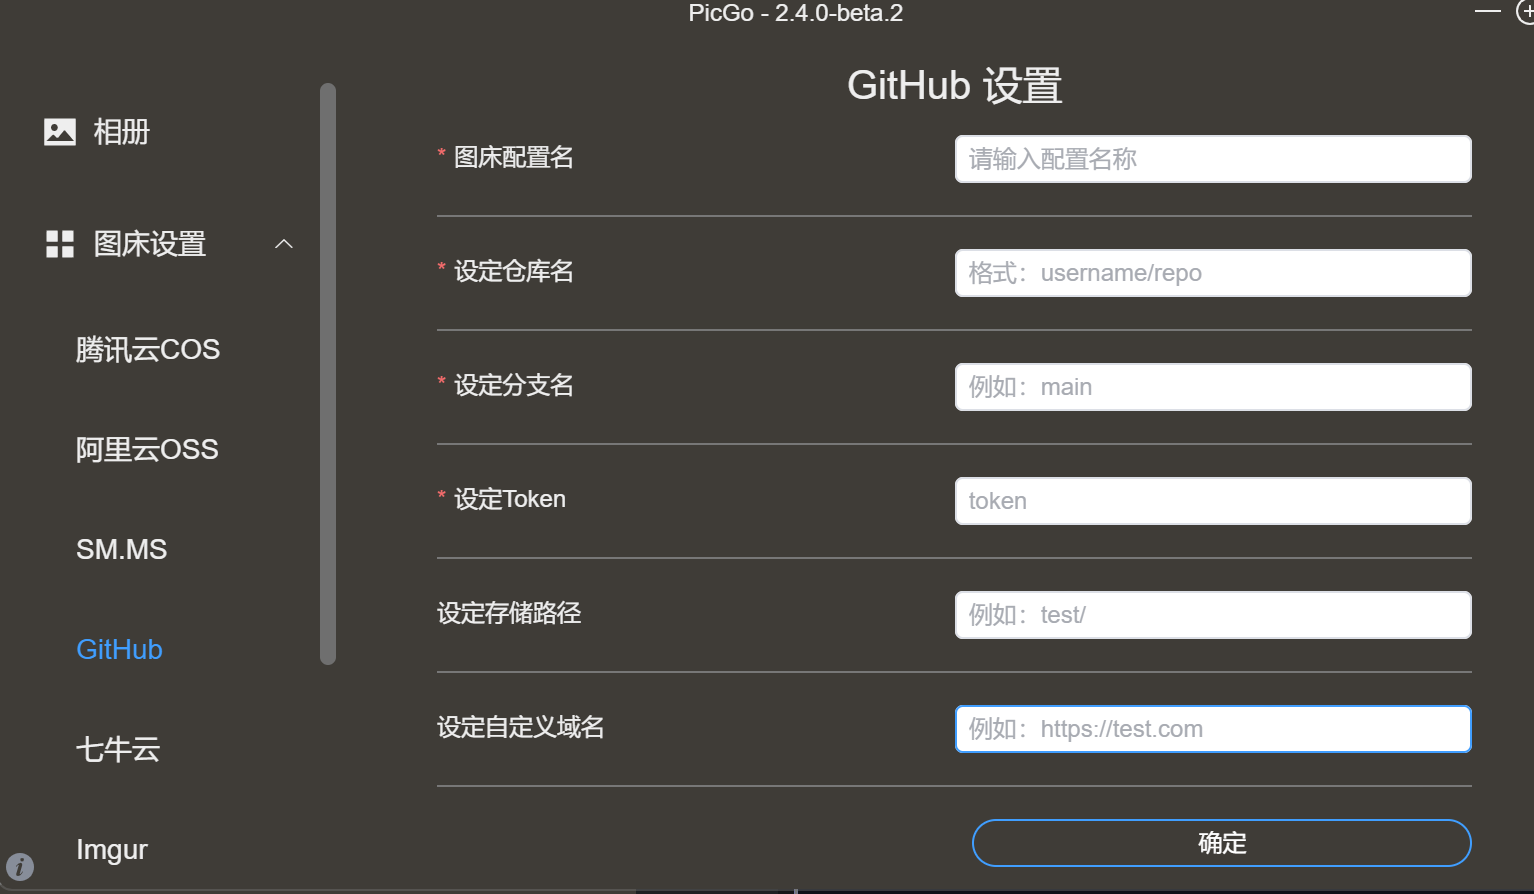 PicGo - 2.4.0-beta.2
相册
图床设置
腾讯云COS
阿里云OSS
SM.MS
GitHub
七牛云
Imgur
GitHub 设置
* 图床配置名
请输入配置名称
* 设定仓库名
格式：username/repo
* 设定分支名
例如：main
* 设定Token
token
设定存储路径
例如：test/
设定自定义域名
例如：https://test.com
确定